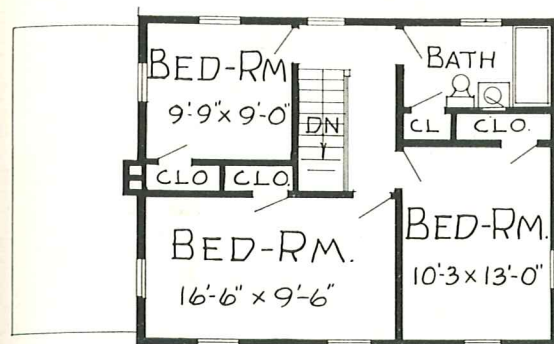 BED-RM
9'-9" x 9'-0"
BATH
DN
CL
CLO.
CLO
CLO.
BED-RM.
16'-6" x 9'-6"
BED-RM.
10'-3 x 13'-0"